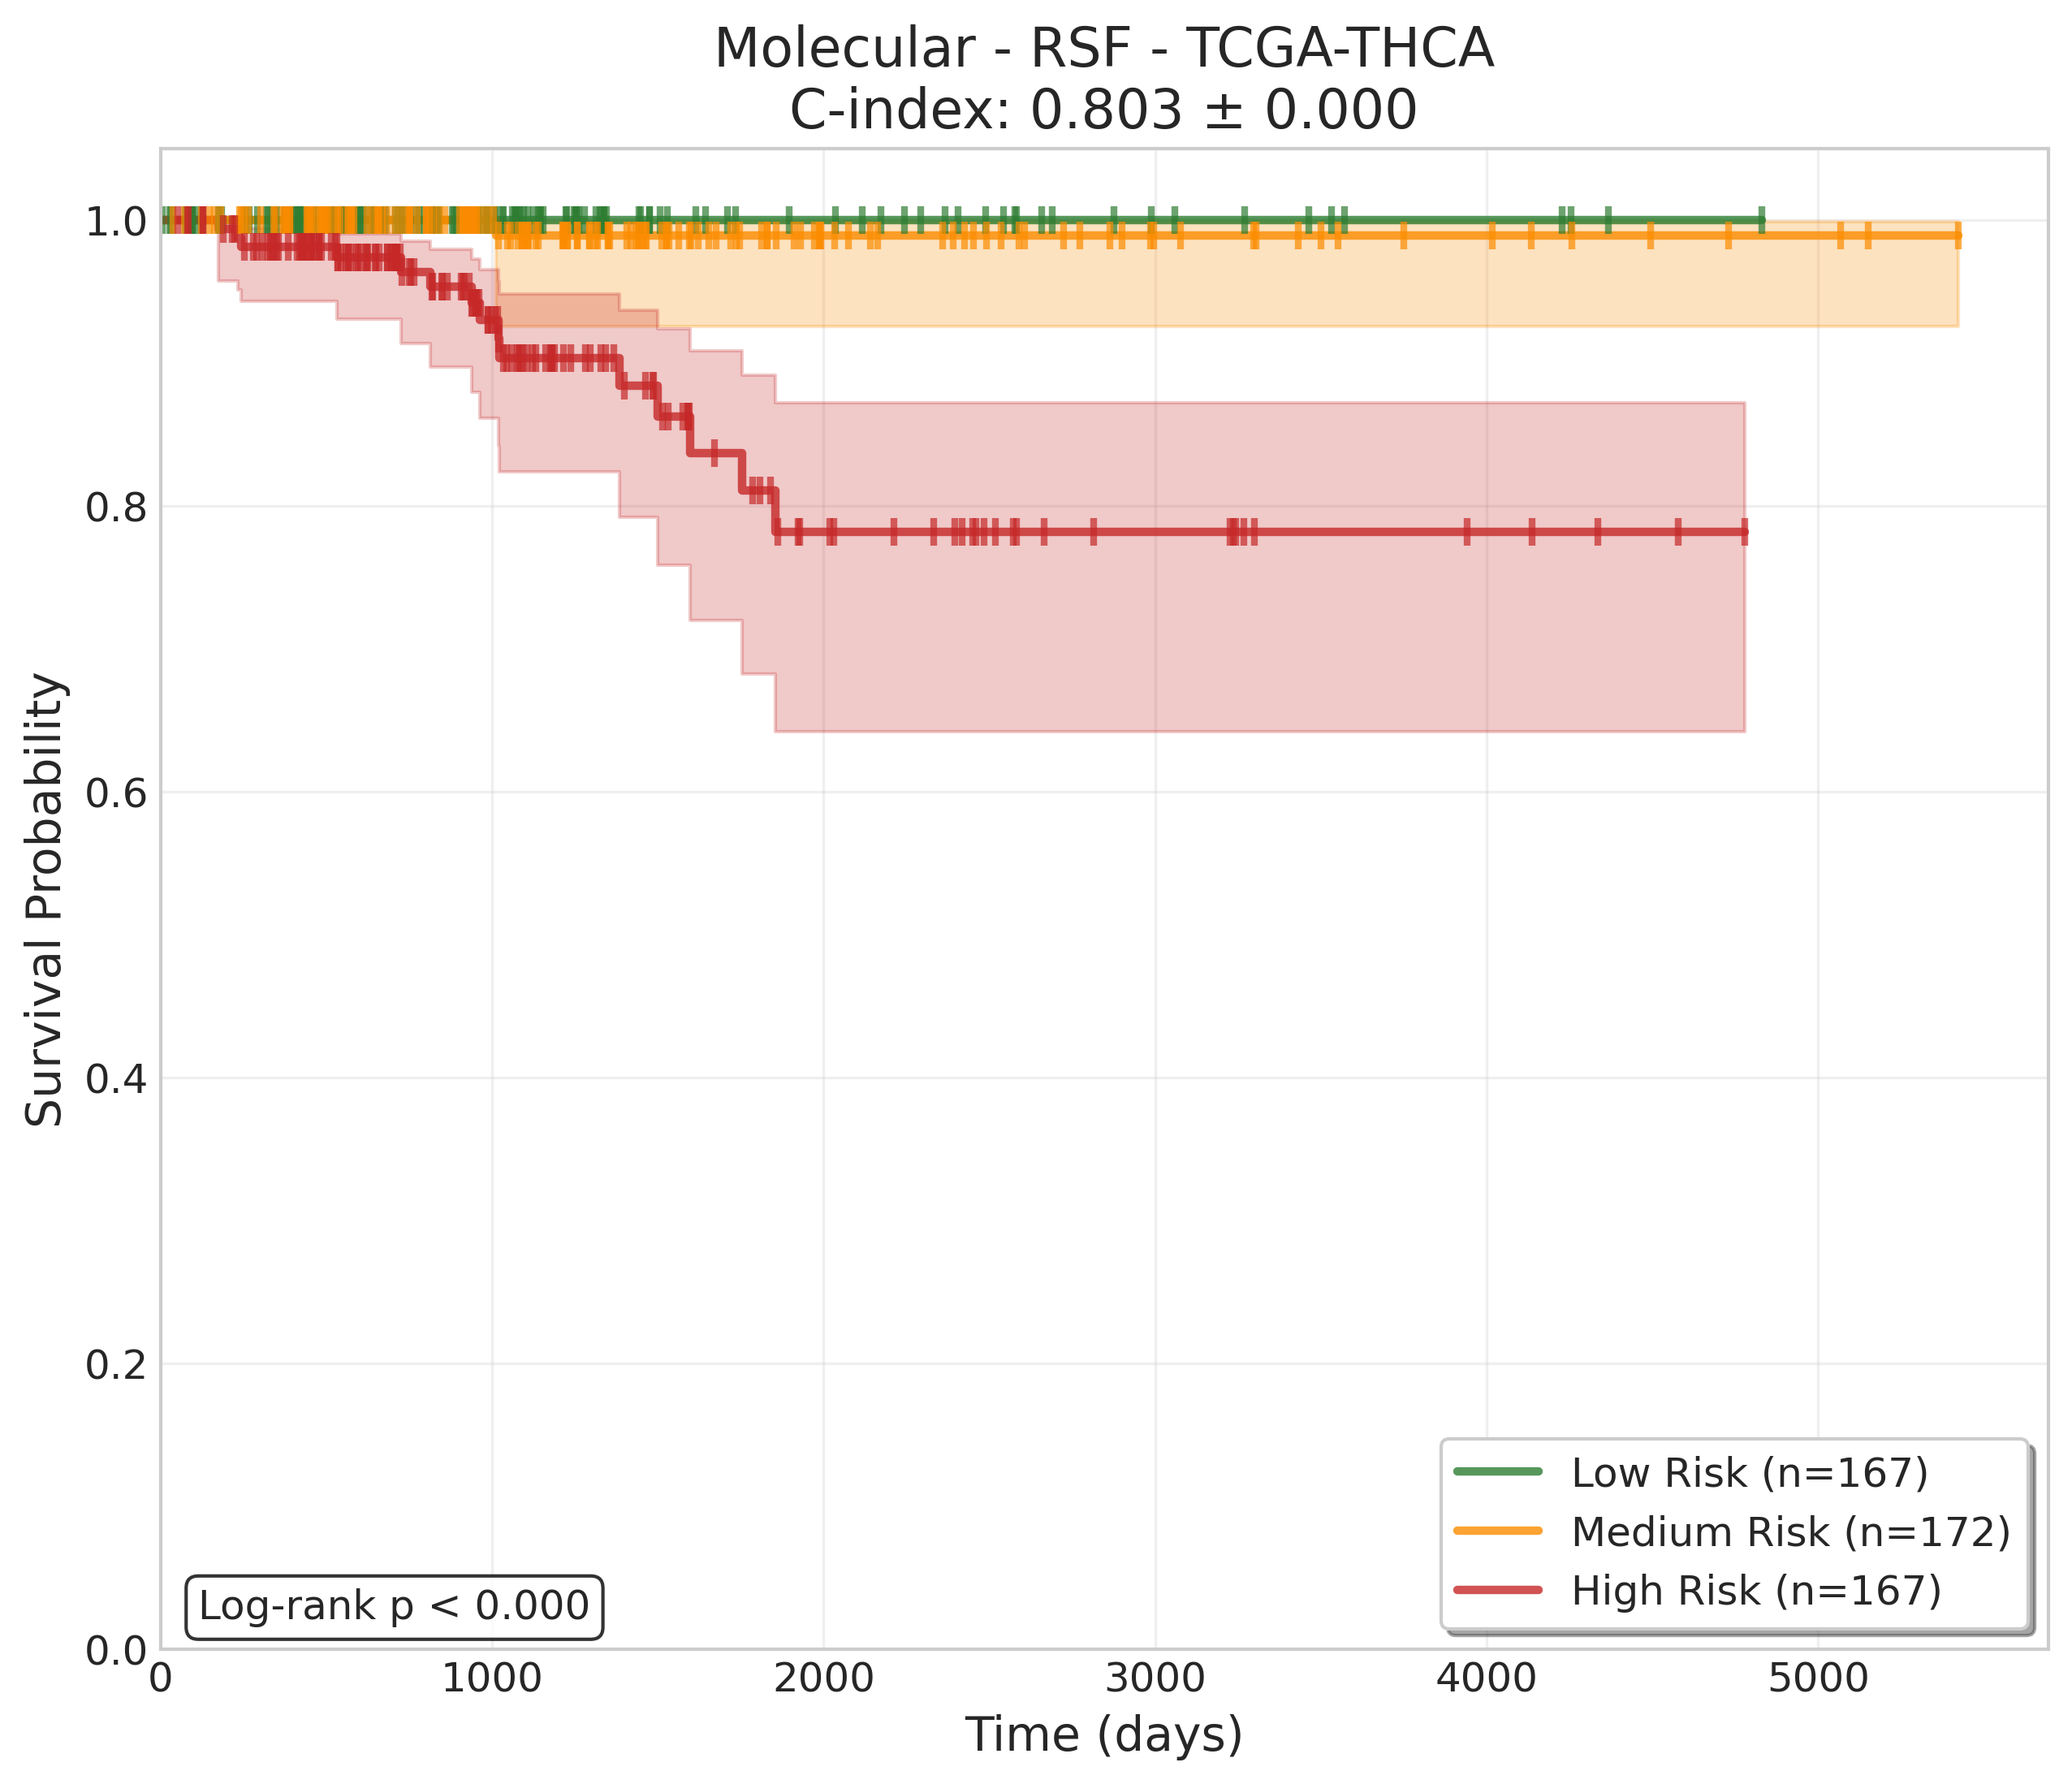 Molecular - RSF - TCGA-THCA
C-index: 0.803 ± 0.000
Survival Probability
1.0
0.8
0.6
0.4
0.2
0.0
0 1000 2000 3000 4000 5000
Time (days)
Log-rank p < 0.000
Low Risk (n=167)
Medium Risk (n=172)
High Risk (n=167)